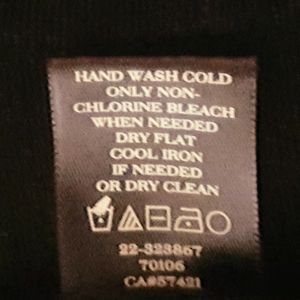 HAND WASH COLD
ONLY NON-
CHLORINE BLEACH
WHEN NEEDED
DRY FLAT
COOL IRON
IF NEEDED
OR DRY CLEAN
22-323867
70106
CA#57421